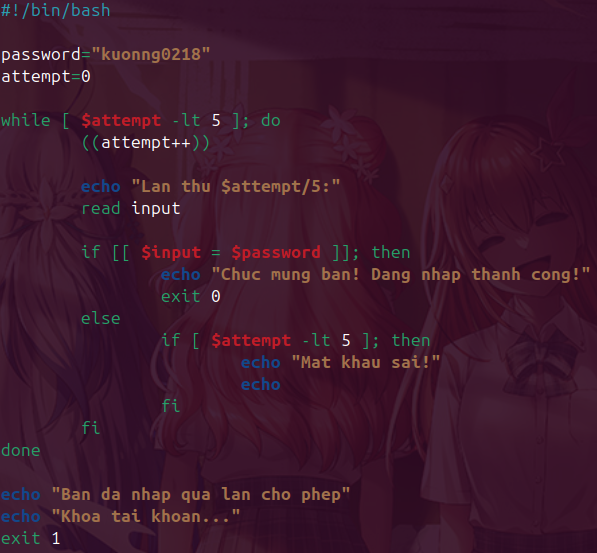 #!/bin/bash
password="kuonng0218"
attempt=0
while [ $attempt -lt 5 ]; do
((attempt++))
echo "Lan thu $attempt/5:"
read input
if [[ $input = $password ]]; then
echo "Chuc mung ban! Dang nhap thanh cong!"
exit 0
else
if [ $attempt -lt 5 ]; then
echo "Mat khau sai!"
echo
fi
fi
done
echo "Ban da nhap qua lan cho phep"
echo "Khoa tai khoan..."
exit 1